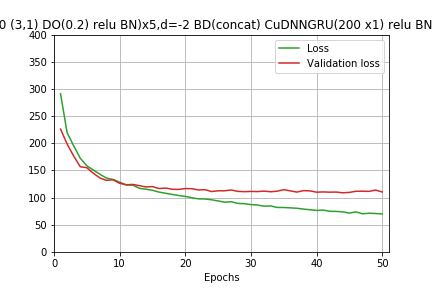 0 (3,1) DO(0.2) relu BN)x5,d=-2 BD(concat) CuDNNGRU(200 x1) relu BN
400
350
300
250
200
150
100
50
0
Loss
Validation loss
0 10 20 30 40 50
Epochs